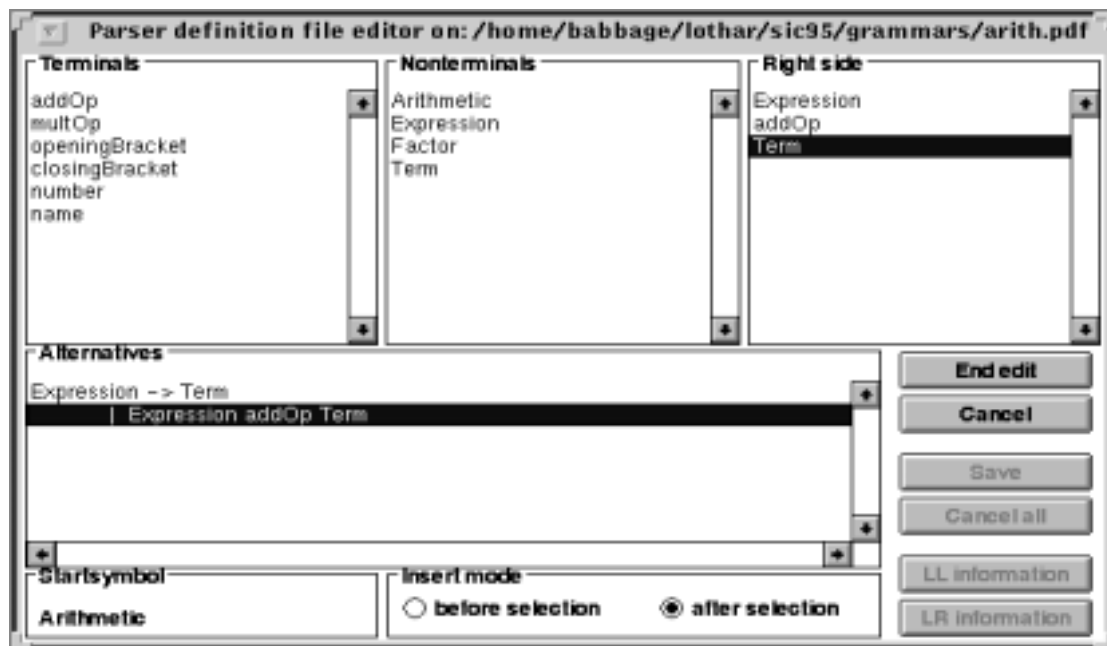 Parser definition file editor on: /home/babbage/lothar/sic95/grammars/arith.pdf
Terminals
addOp
multOp
openingBracket
closingBracket
number
name
Nonterminals
Arithmetic
Expression
Factor
Term
Right side
Expression
addOp
Term
Alternatives
Expression -> Term
| Expression addOp Term
End edit
Cancel
Save
Cancel all
LL information
LR information
Startsymbol
Arithmetic
Insert mode
before selection
after selection